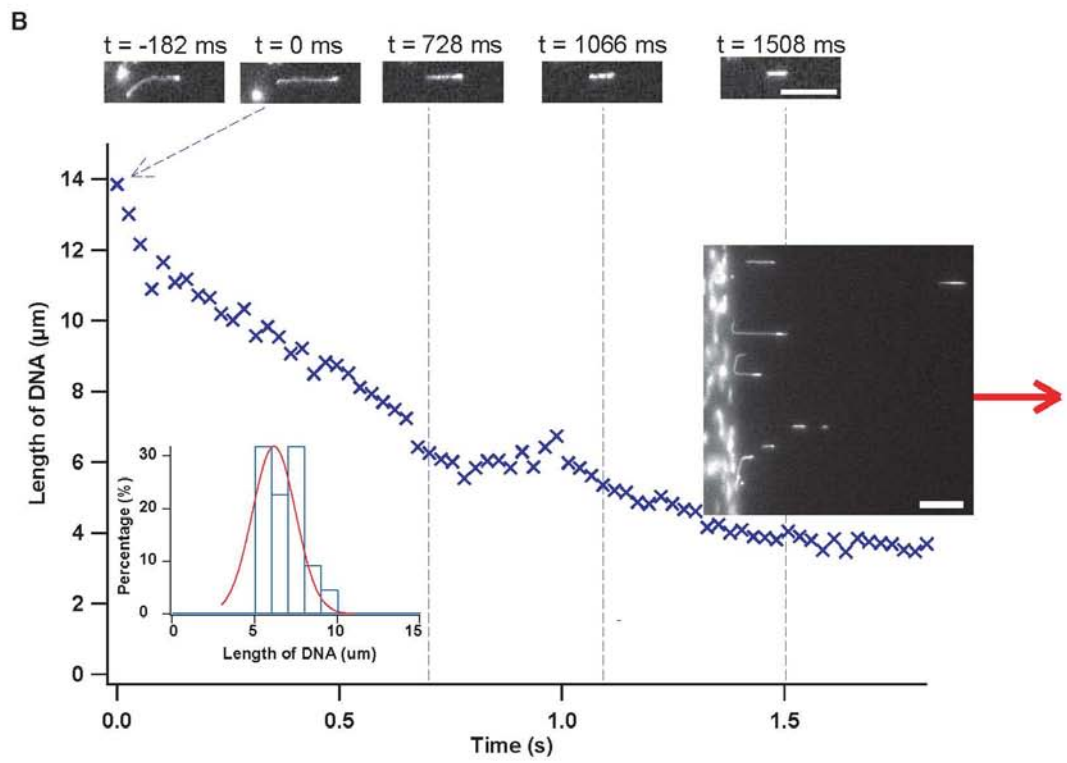 B
t = -182 ms t = 0 ms t = 728 ms t = 1066 ms t = 1508 ms
14
12
10
8
6
4
2
0
Length of DNA (µm)
0.0 0.5 1.0 1.5
Time (s)
30
20
10
0
Percentage (%)
0 5 10 15
Length of DNA (um)